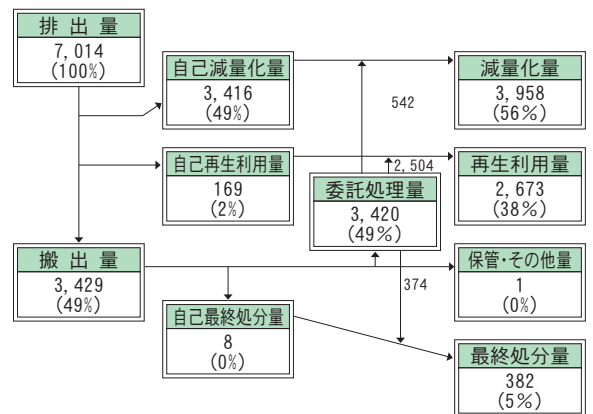 排出量
7,014
(100%)
自己減量化量
3,416
(49%)
減量化量
3,958
(56%)
542
自己再生利用量
169
(2%)
2,504
再生利用量
2,673
(38%)
委託処理量
3,420
(49%)
搬出量
3,429
(49%)
保管・その他量
1
(0%)
374
自己最終処分量
8
(0%)
最終処分量
382
(5%)